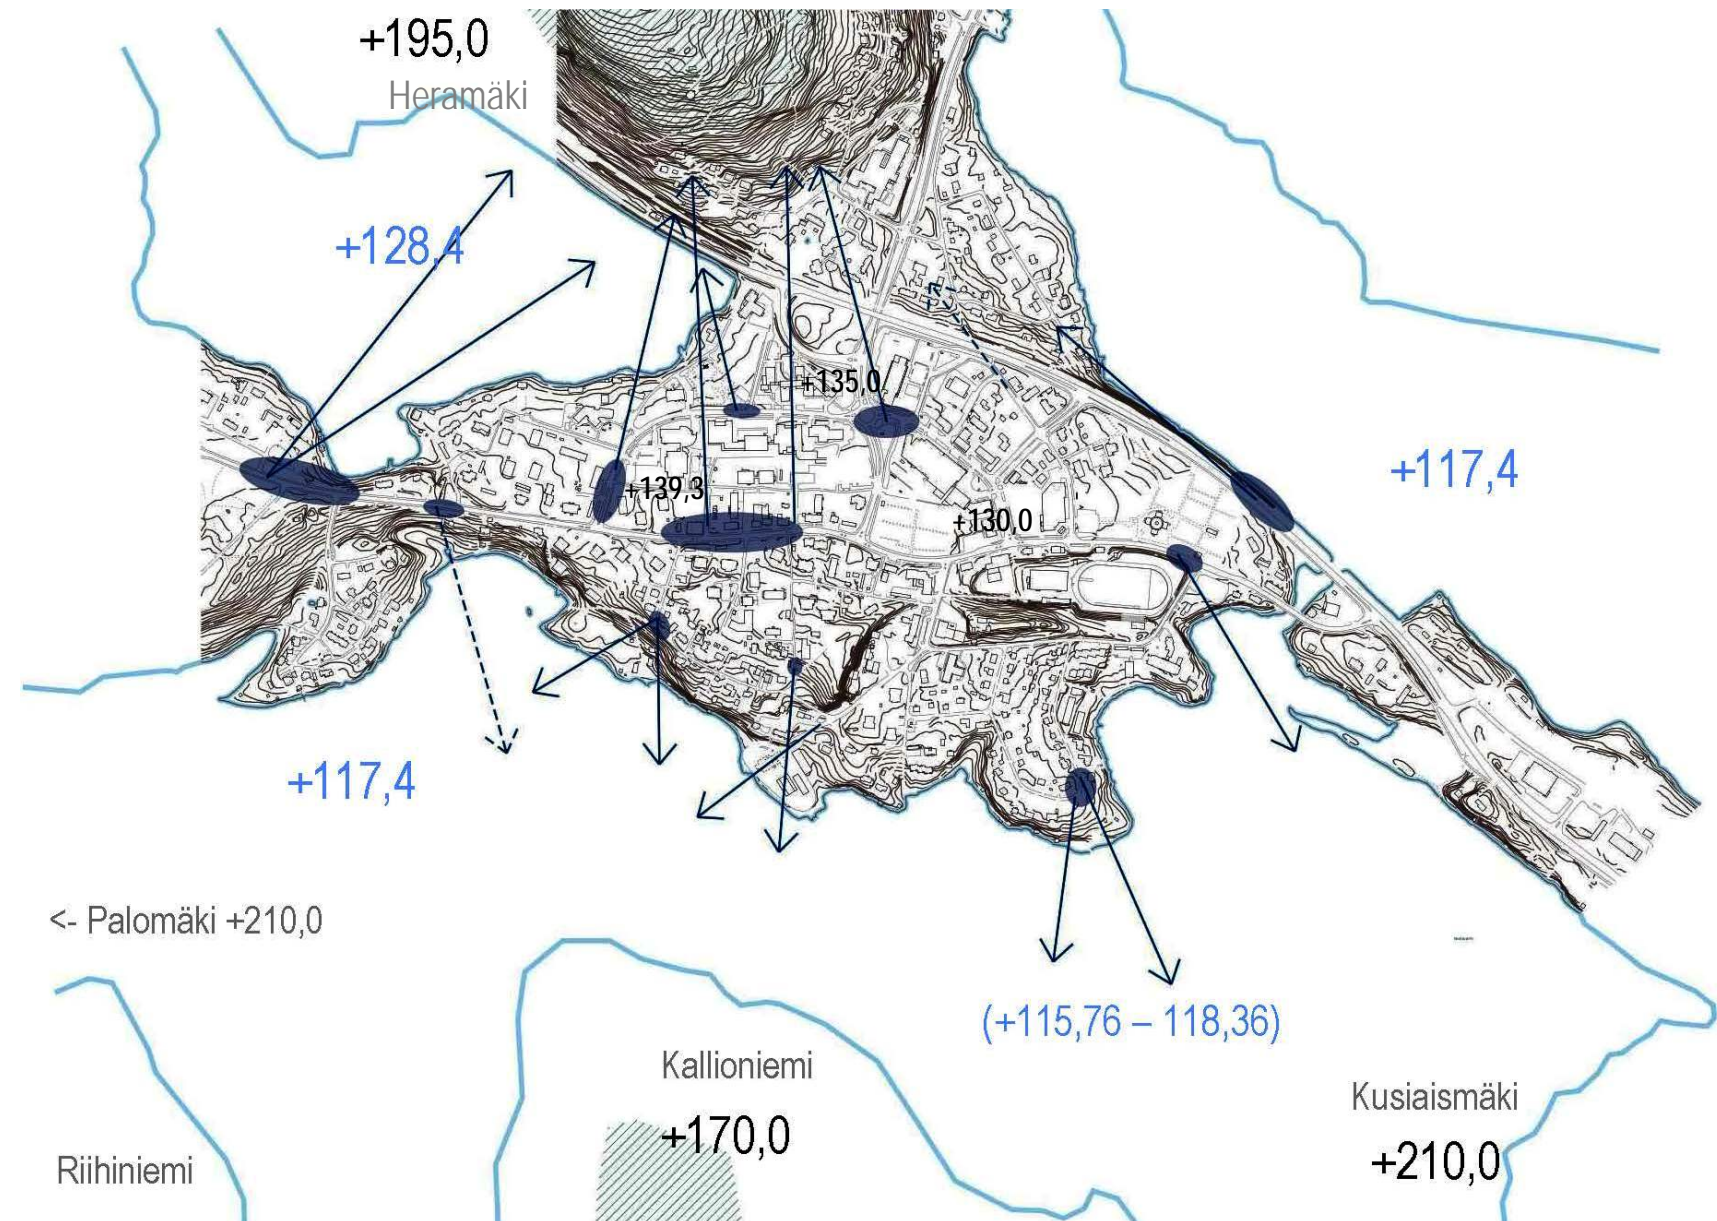 +195,0
Heramäki
+128,4
+135,0
+117,4
+139,3
+130,0
+117,4
<- Palomäki +210,0
(+115,76 – 118,36)
Kallioniemi
+170,0
Kusiaismäki
+210,0
Riihiniemi